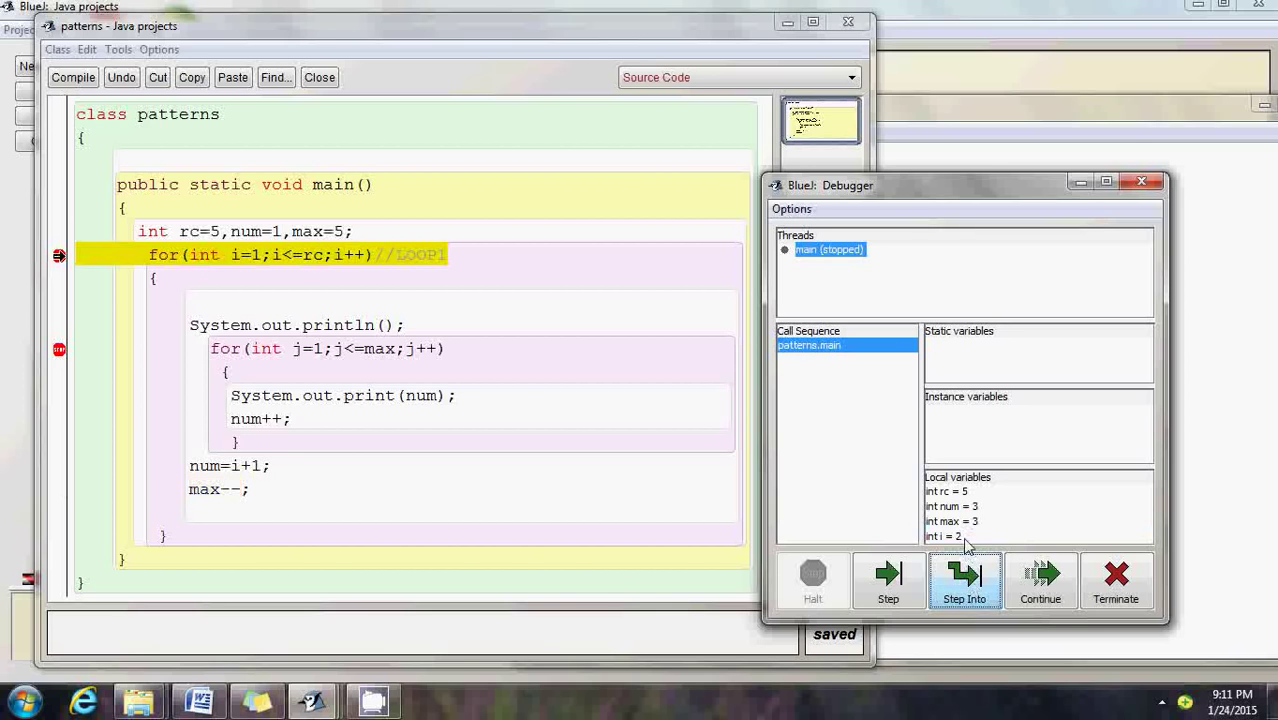 BlueJ: BlueJ: Java projects
Proje
Ne
patterns - Java projects
Class Edit Tools Options
Compile Undo Cut Copy Paste Find... Close
Source Code
class patterns
{
public static void main()
{
int rc=5,num=1,max=5;
for(int i=1;i<=rc;i++)//LOOP1
{
System.out.println();
for(int j=1;j<=max;j++)
{
System.out.print(num);
num++;
}
num=i+1;
max--;
}
}
}
saved
BlueJ: Debugger
Options
Threads
main (stopped)
Call Sequence
patterns.main
Static variables
Instance variables
Local variables
int rc = 5
int num = 3
int max = 3
int i = 2
Halt Step Step Into Continue Terminate
9:11 PM
1/24/2015